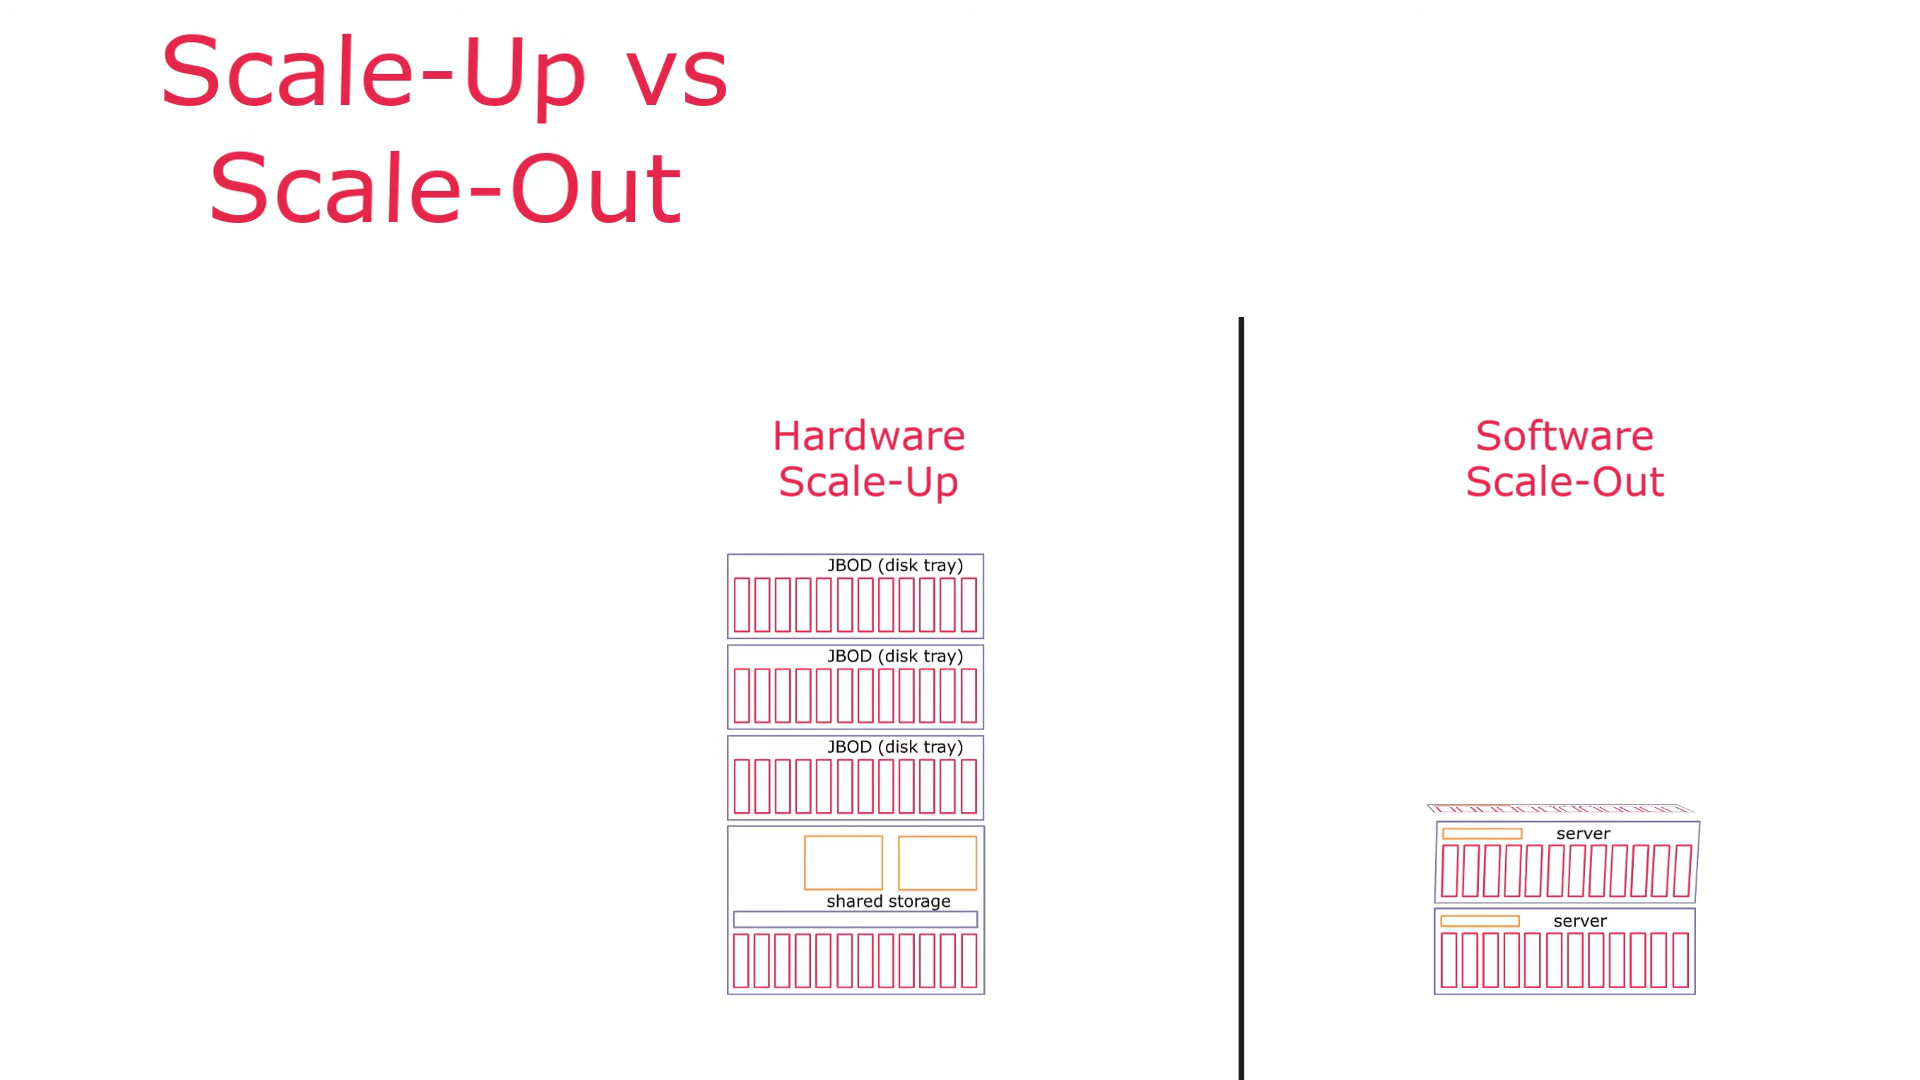 Scale-Up vs
Scale-Out
Hardware
Scale-Up
JBOD (disk tray)
JBOD (disk tray)
JBOD (disk tray)
shared storage
Software
Scale-Out
server
server